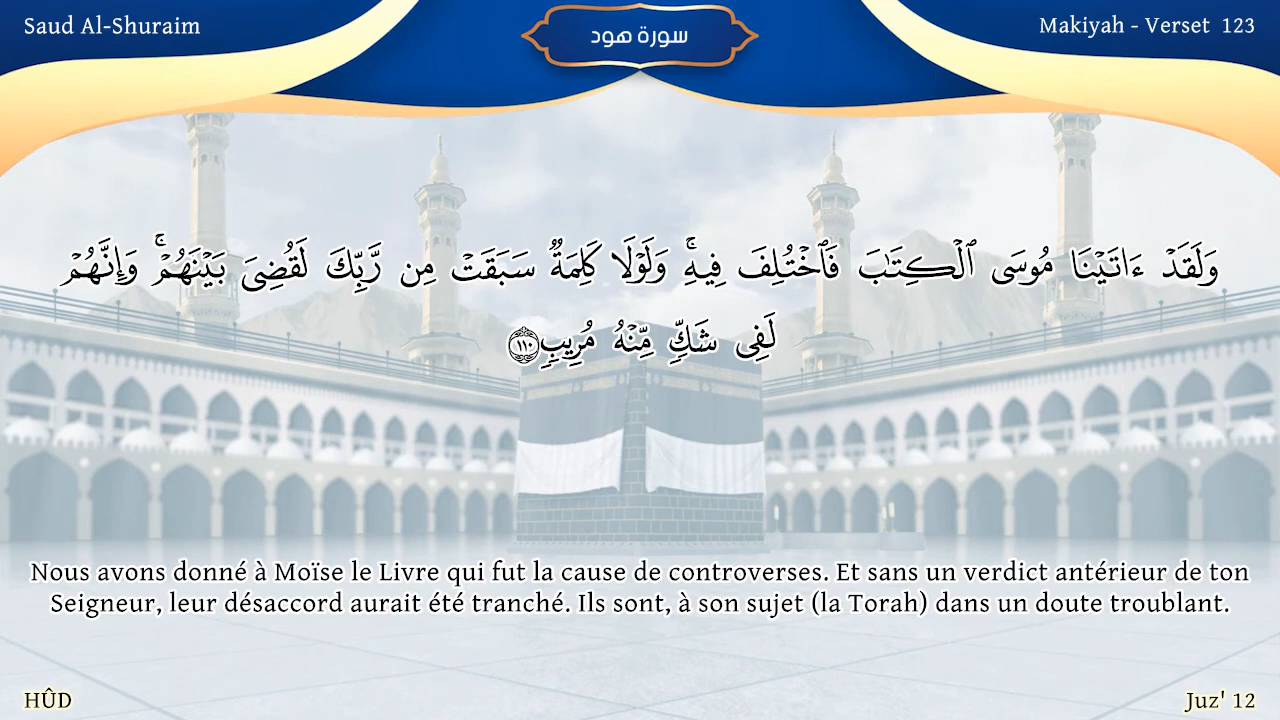 Saud Al-Shuraim
سورة هود
Makiyah - Verset 123
وَلَقَدْ ءَاتَيْنَا مُوسَى ٱلْكِتَـٰبَ فَٱخْتُلِفَ فِيهِ ۚ وَلَوْلَا كَلِمَةٌ سَبَقَتْ مِن رَّبِّكَ لَقُضِىَ بَيْنَهُمْ ۚ وَإِنَّهُمْ
لَفِى شَكٍّ مِّنْهُ مُرِيبٍ ١١٠
Nous avons donné à Moïse le Livre qui fut la cause de controverses. Et sans un verdict antérieur de ton
Seigneur, leur désaccord aurait été tranché. Ils sont, à son sujet (la Torah) dans un doute troublant.
HÛD
Juz' 12